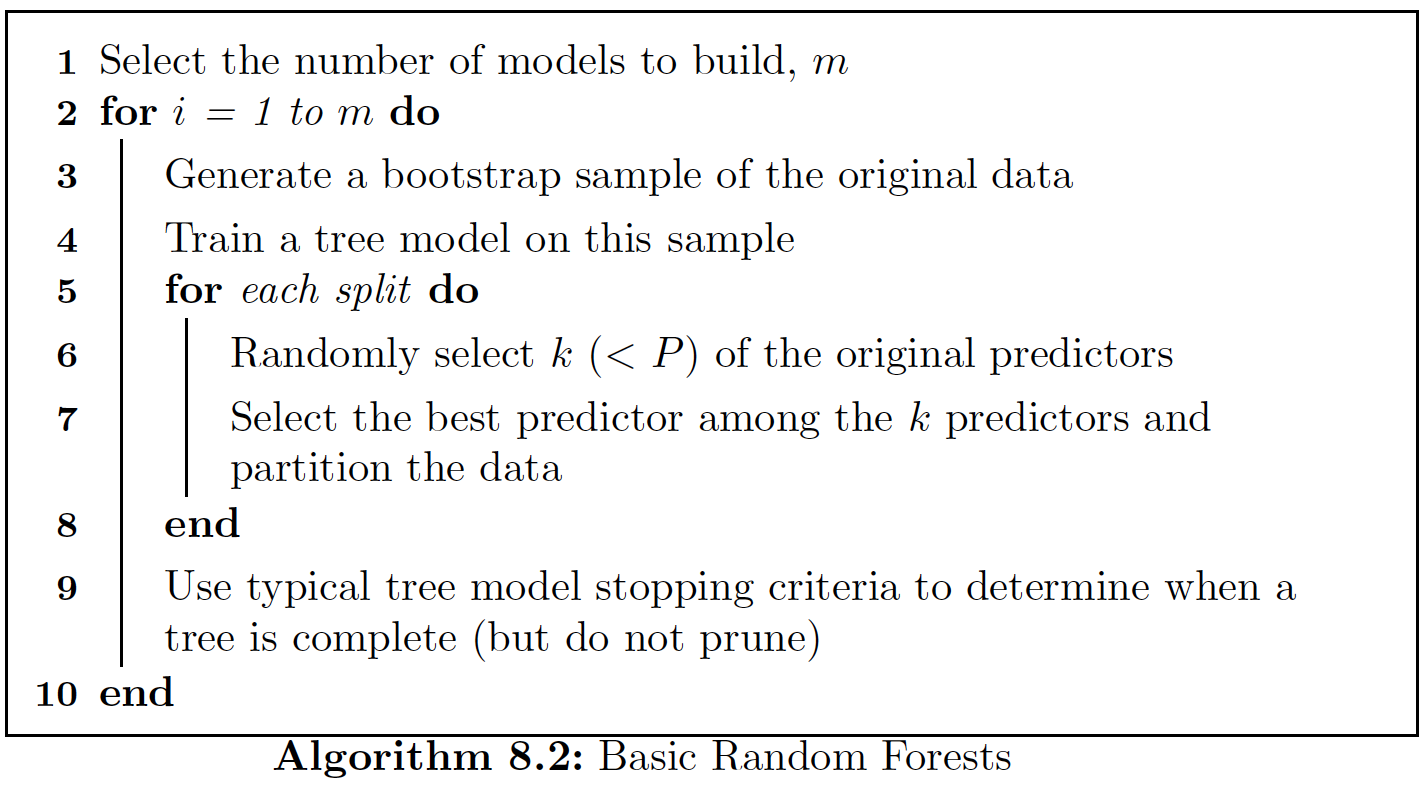 1 Select the number of models to build, m
2 for i = 1 to m do
3 Generate a bootstrap sample of the original data
4 Train a tree model on this sample
5 for each split do
6 Randomly select k (< P) of the original predictors
7 Select the best predictor among the k predictors and
partition the data
8 end
9 Use typical tree model stopping criteria to determine when a
tree is complete (but do not prune)
10 end
Algorithm 8.2: Basic Random Forests